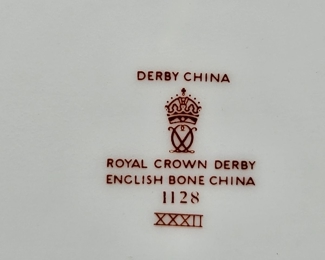 DERBY CHINA
ROYAL CROWN DERBY
ENGLISH BONE CHINA
1128
XXXII